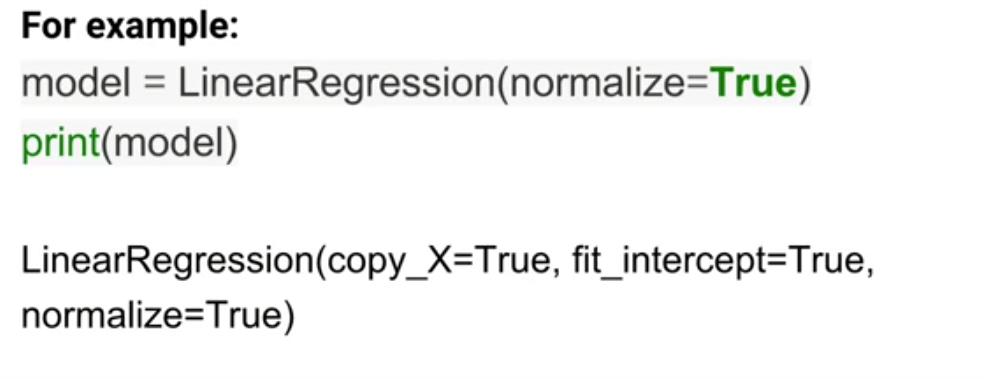 For example:
model = LinearRegression(normalize=True)
print(model)
LinearRegression(copy_X=True, fit_intercept=True,
normalize=True)